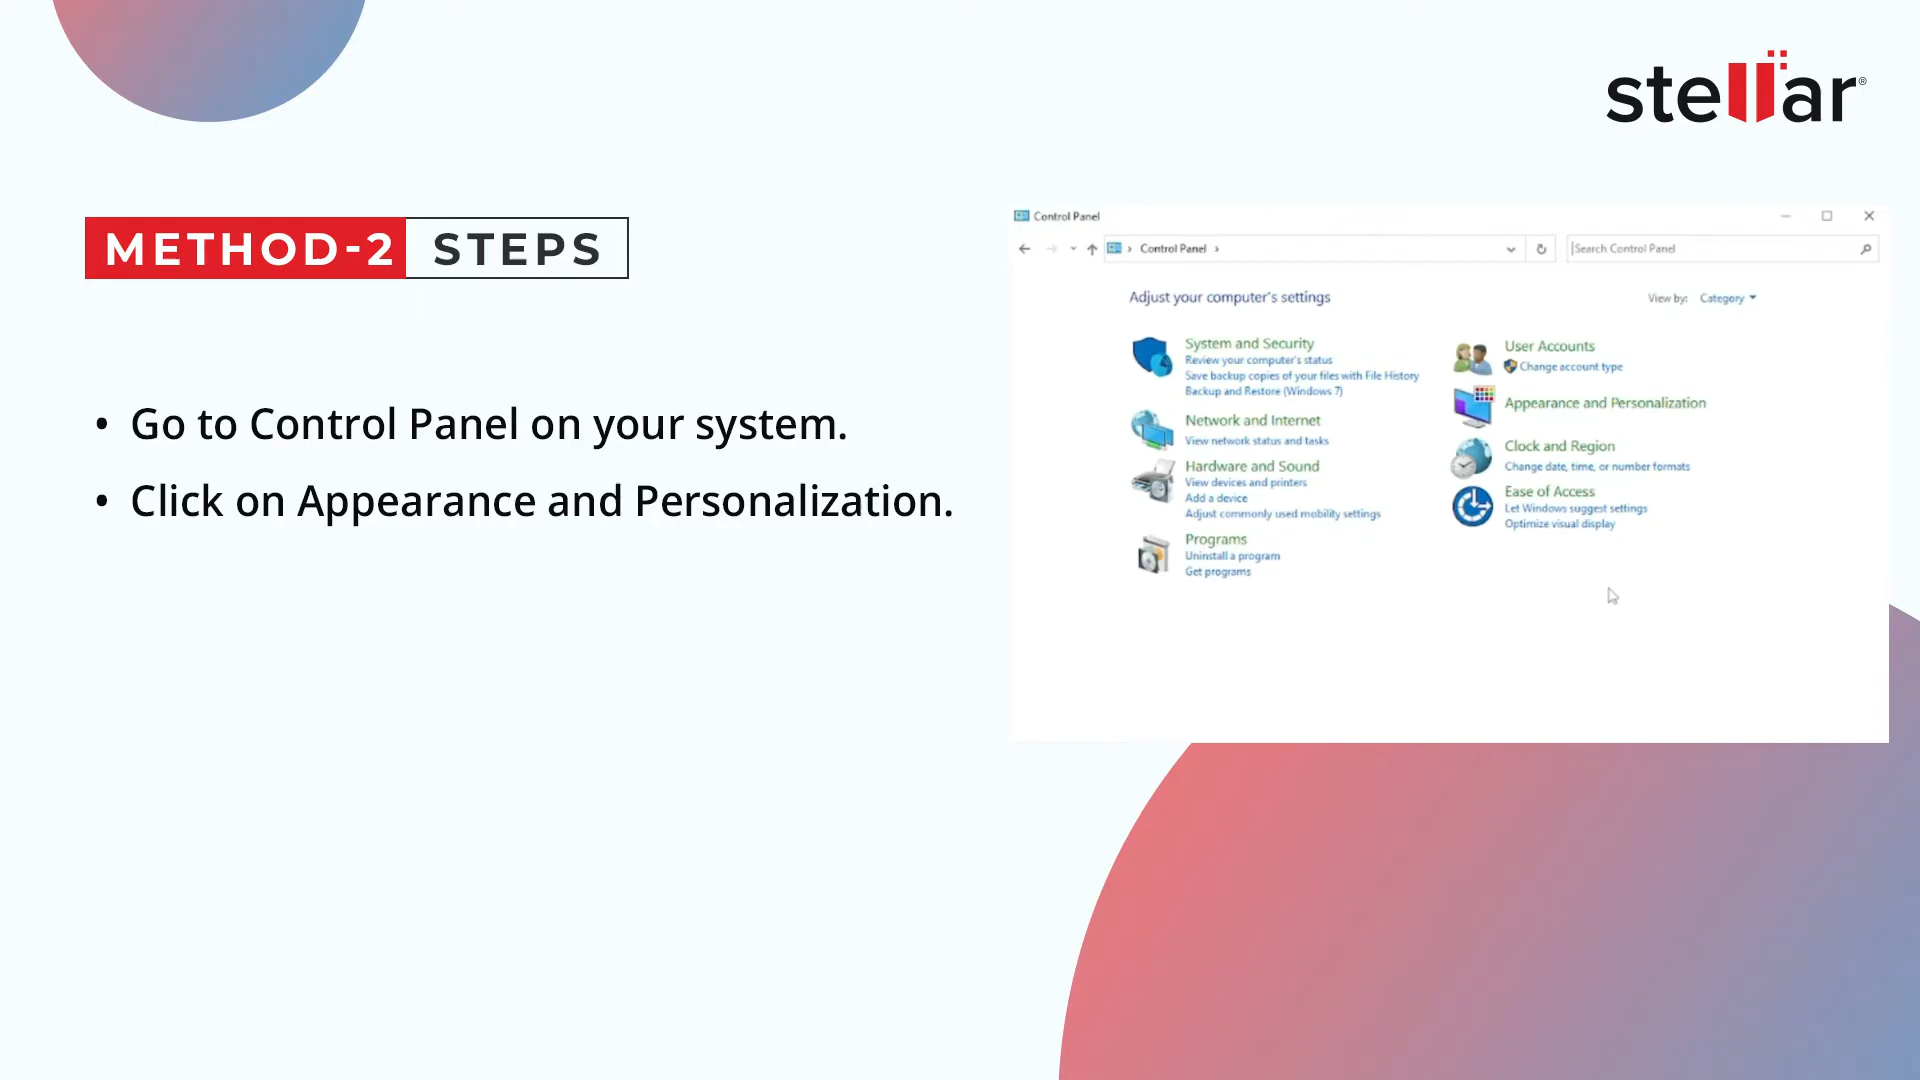 stellar®
METHOD-2 STEPS
• Go to Control Panel on your system.
• Click on Appearance and Personalization.
Control Panel
Control Panel
Search Control Panel
Adjust your computer's settings
View by: Category
System and Security
Review your computer's status
Save backup copies of your files with File History
Backup and Restore (Windows 7)
Network and Internet
View network status and tasks
Hardware and Sound
View devices and printers
Add a device
Adjust commonly used mobility settings
Programs
Uninstall a program
Get programs
User Accounts
Change account type
Appearance and Personalization
Clock and Region
Change date, time, or number formats
Ease of Access
Let Windows suggest settings
Optimize visual display